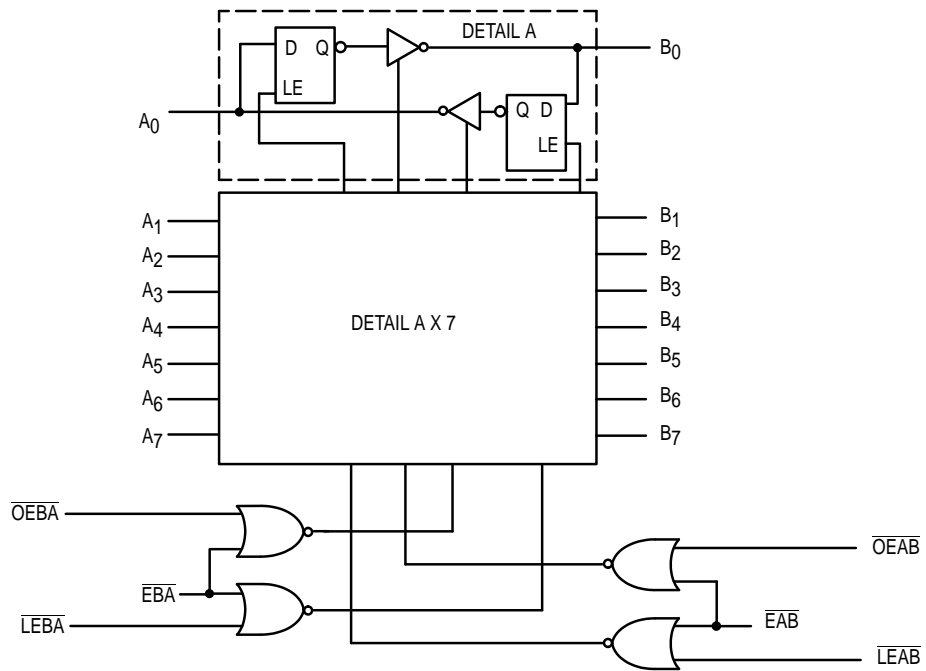 DETAIL A
D Q
LE
B0
A0
Q D
LE
A1
B1
A2
B2
A3
B3
A4
DETAIL A X 7
B4
A5
B5
A6
B6
A7
B7
OEBA
OEAB
EBA
EAB
LEBA
LEAB